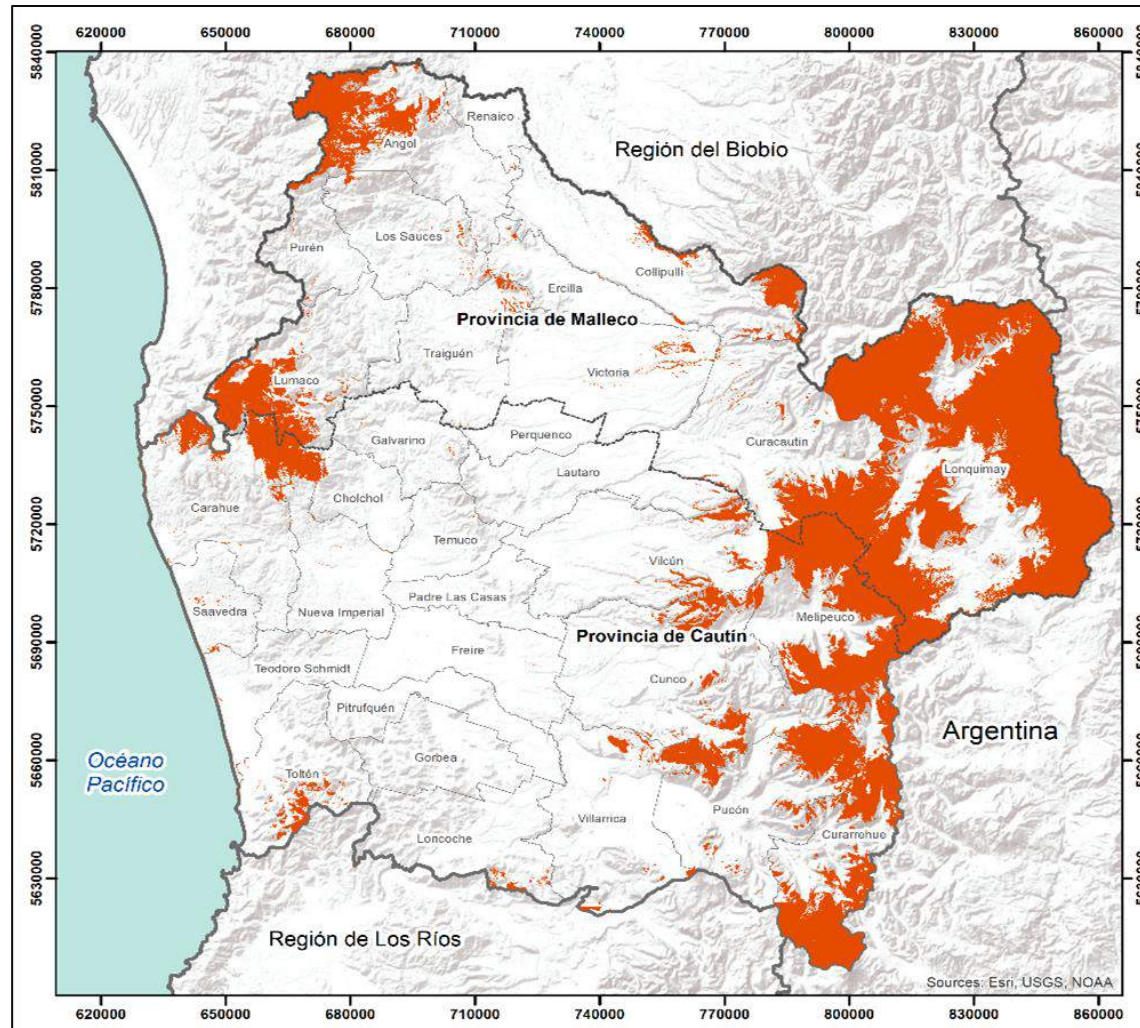 620000 650000 680000 710000 740000 770000 800000 830000 860000
5840000
Renaico
Angol
Región del Biobío
5810000
Los Sauces
Purén
Collipulli
5780000
Ercilla
Provincia de Malleco
Traiguén
Victoria
Lumaco
5750000
Galvarino
Perquenco
Curacautín
Lautaro
Lonquimay
Cholchol
Carahue
5720000
Temuco
Vilcún
Saavedra
Nueva Imperial
Padre Las Casas
Melipeuco
Provincia de Cautín
5690000
Freire
Teodoro Schmidt
Cunco
Pitrufquén
Argentina
Océano
Pacífico
Gorbea
5660000
Toltén
Pucón
Villarrica
Loncoche
Curarrehue
5630000
Región de Los Ríos
Sources: Esri, USGS, NOAA
620000 650000 680000 710000 740000 770000 800000 830000 860000